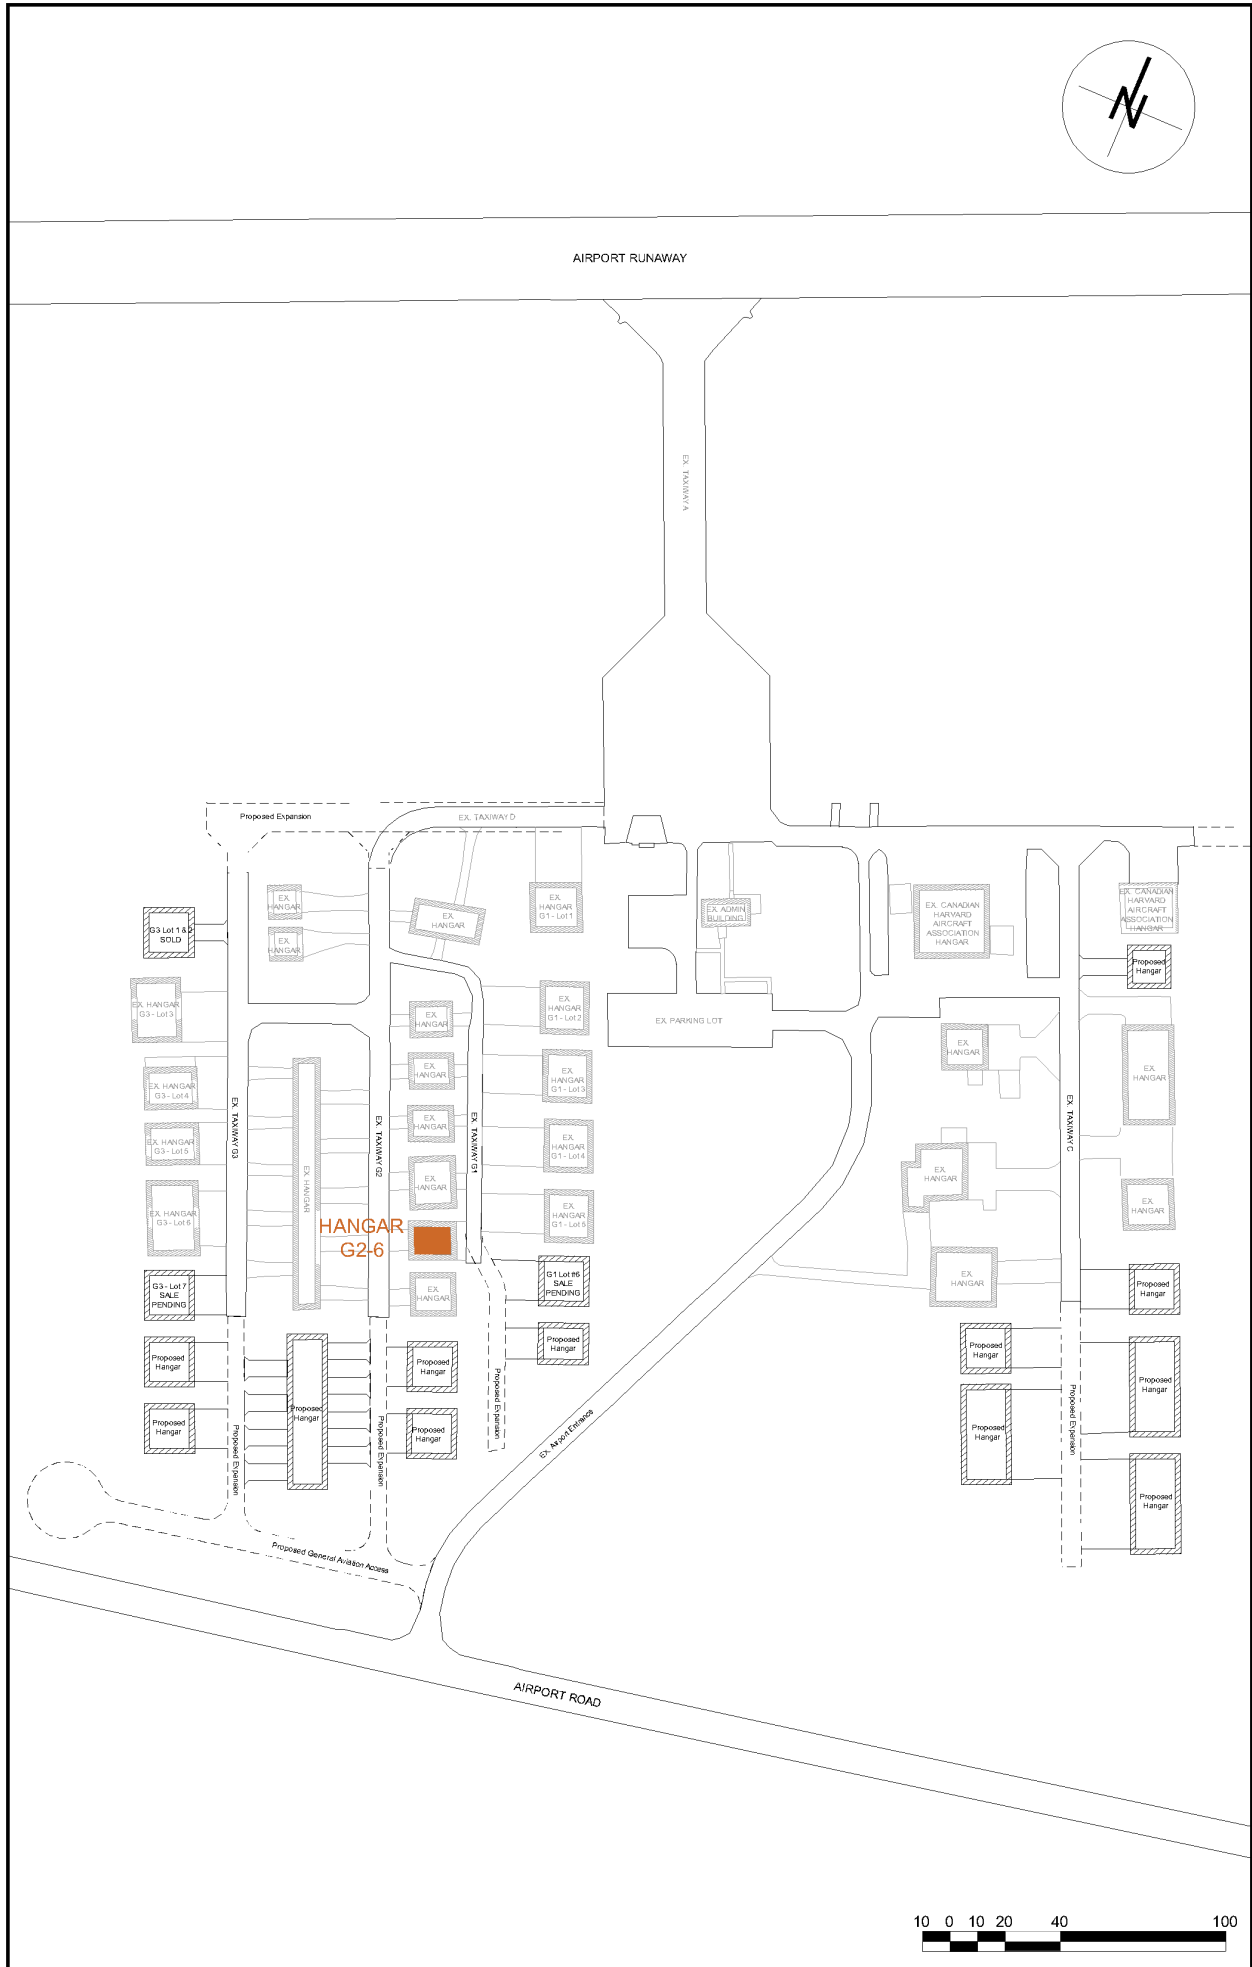 N
AIRPORT RUNAWAY
EX. TAXIWAY A
Proposed Expansion
EX. TAXIWAY D
EX.
HANGAR
EX.
HANGAR
G1 - Lot 1
EX.
HANGAR
EX. ADMIN
BUILDING
EX. CANADIAN
HARVARD
AIRCRAFT
ASSOCIATION
HANGAR
EX. CANADIAN
HARVARD
AIRCRAFT
ASSOCIATION
HANGAR
G3 Lot 1 & 2
SOLD
EX.
HANGAR
Proposed
Hangar
EX. HANGAR
G3 - Lot 3
EX.
HANGAR
EX.
HANGAR
G1 - Lot 2
EX. PARKING LOT
EX.
HANGAR
EX. HANGAR
G3 - Lot 4
EX.
HANGAR
EX.
HANGAR
G1 - Lot 3
EX.
HANGAR
EX. TAXIWAY G3
EX. TAXIWAY G2
EX. TAXIWAY G1
EX. TAXIWAY C
EX. HANGAR
G3 - Lot 5
EX.
HANGAR
EX.
HANGAR
G1 - Lot 4
EX. HANGAR
EX.
HANGAR
EX.
HANGAR
EX. HANGAR
G3 - Lot 6
EX.
HANGAR
G1 - Lot 5
EX.
HANGAR
HANGAR
G2-6
G3 - Lot 7
SALE
PENDING
EX.
HANGAR
G1 Lot #6
SALE
PENDING
EX.
HANGAR
Proposed
Hangar
Proposed
Hangar
Proposed
Hangar
Proposed
Hangar
Proposed
Hangar
Proposed
Hangar
Proposed Expansion
Proposed
Hangar
Proposed
Hangar
Proposed
Hangar
Proposed
Hangar
Proposed Expansion
Proposed Expansion
Proposed Expansion
EX. Airport Entrance
Proposed
Hangar
Proposed General Aviation Access
AIRPORT ROAD
10 0 10 20 40 100